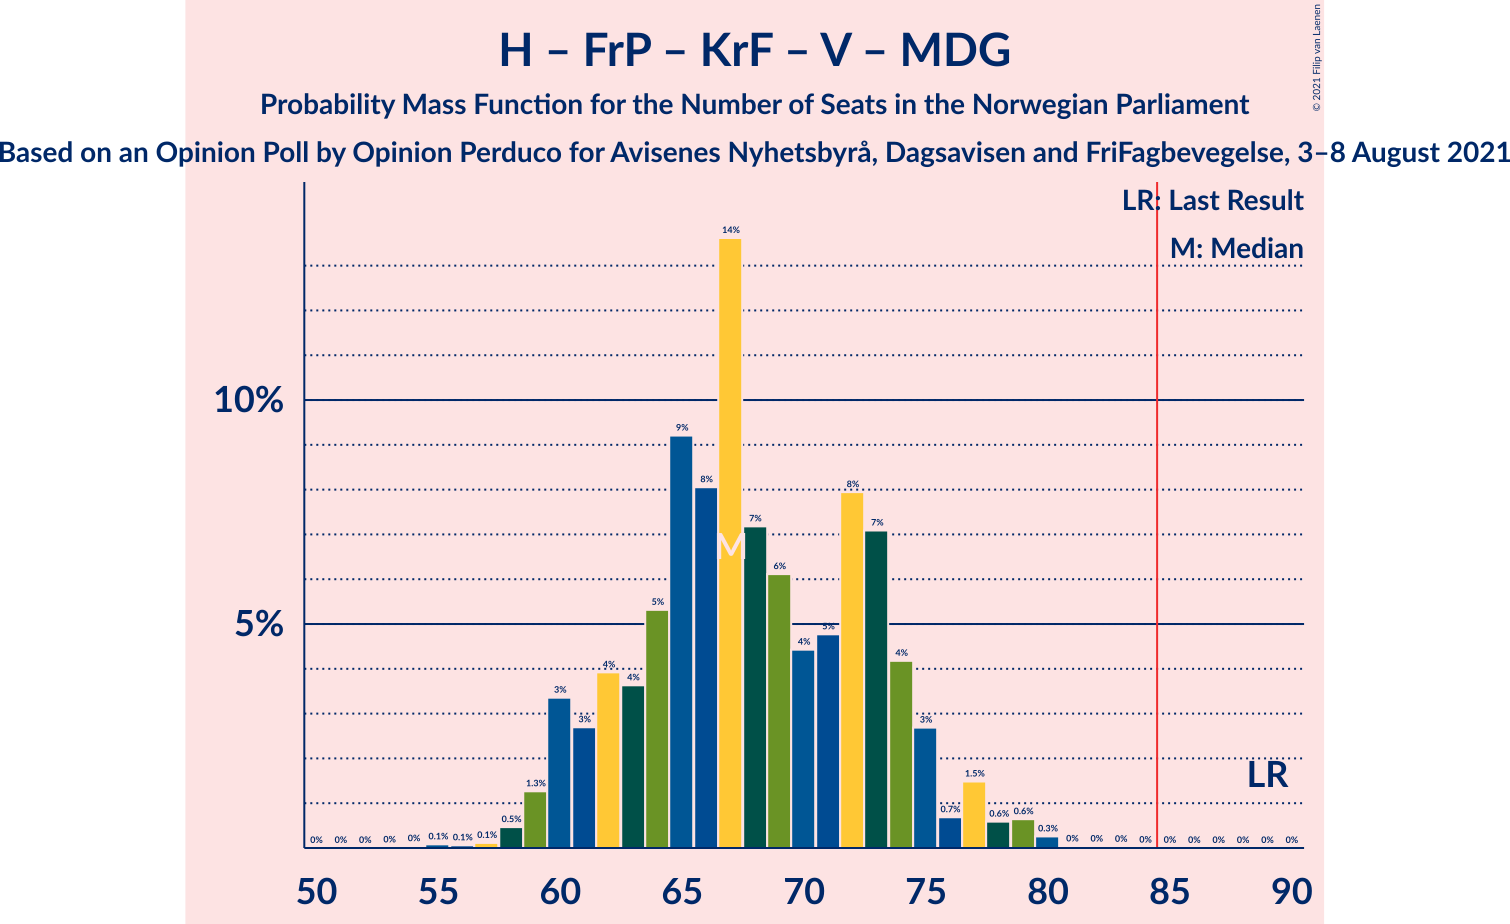 H – FrP – KrF – V – MDG
Probability Mass Function for the Number of Seats in the Norwegian Parliament
Based on an Opinion Poll by Opinion Perduco for Avisenes Nyhetsbyrå, Dagsavisen and FriFagbevegelse, 3–8 August 2021
© 2021 Filip van Laenen
LR: Last Result
M: Median
10%
5%
0% 0% 0% 0% 0% 0.1% 0.1% 0.1% 0.5% 1.3% 3% 3% 4% 4% 5% 9% 8% 14% 7% 6% 4% 5% 8% 7% 4% 3% 0.7% 1.5% 0.6% 0.6% 0.3% 0% 0% 0% 0% 0% 0% 0% 0% 0% 0%
M
LR
50 55 60 65 70 75 80 85 90